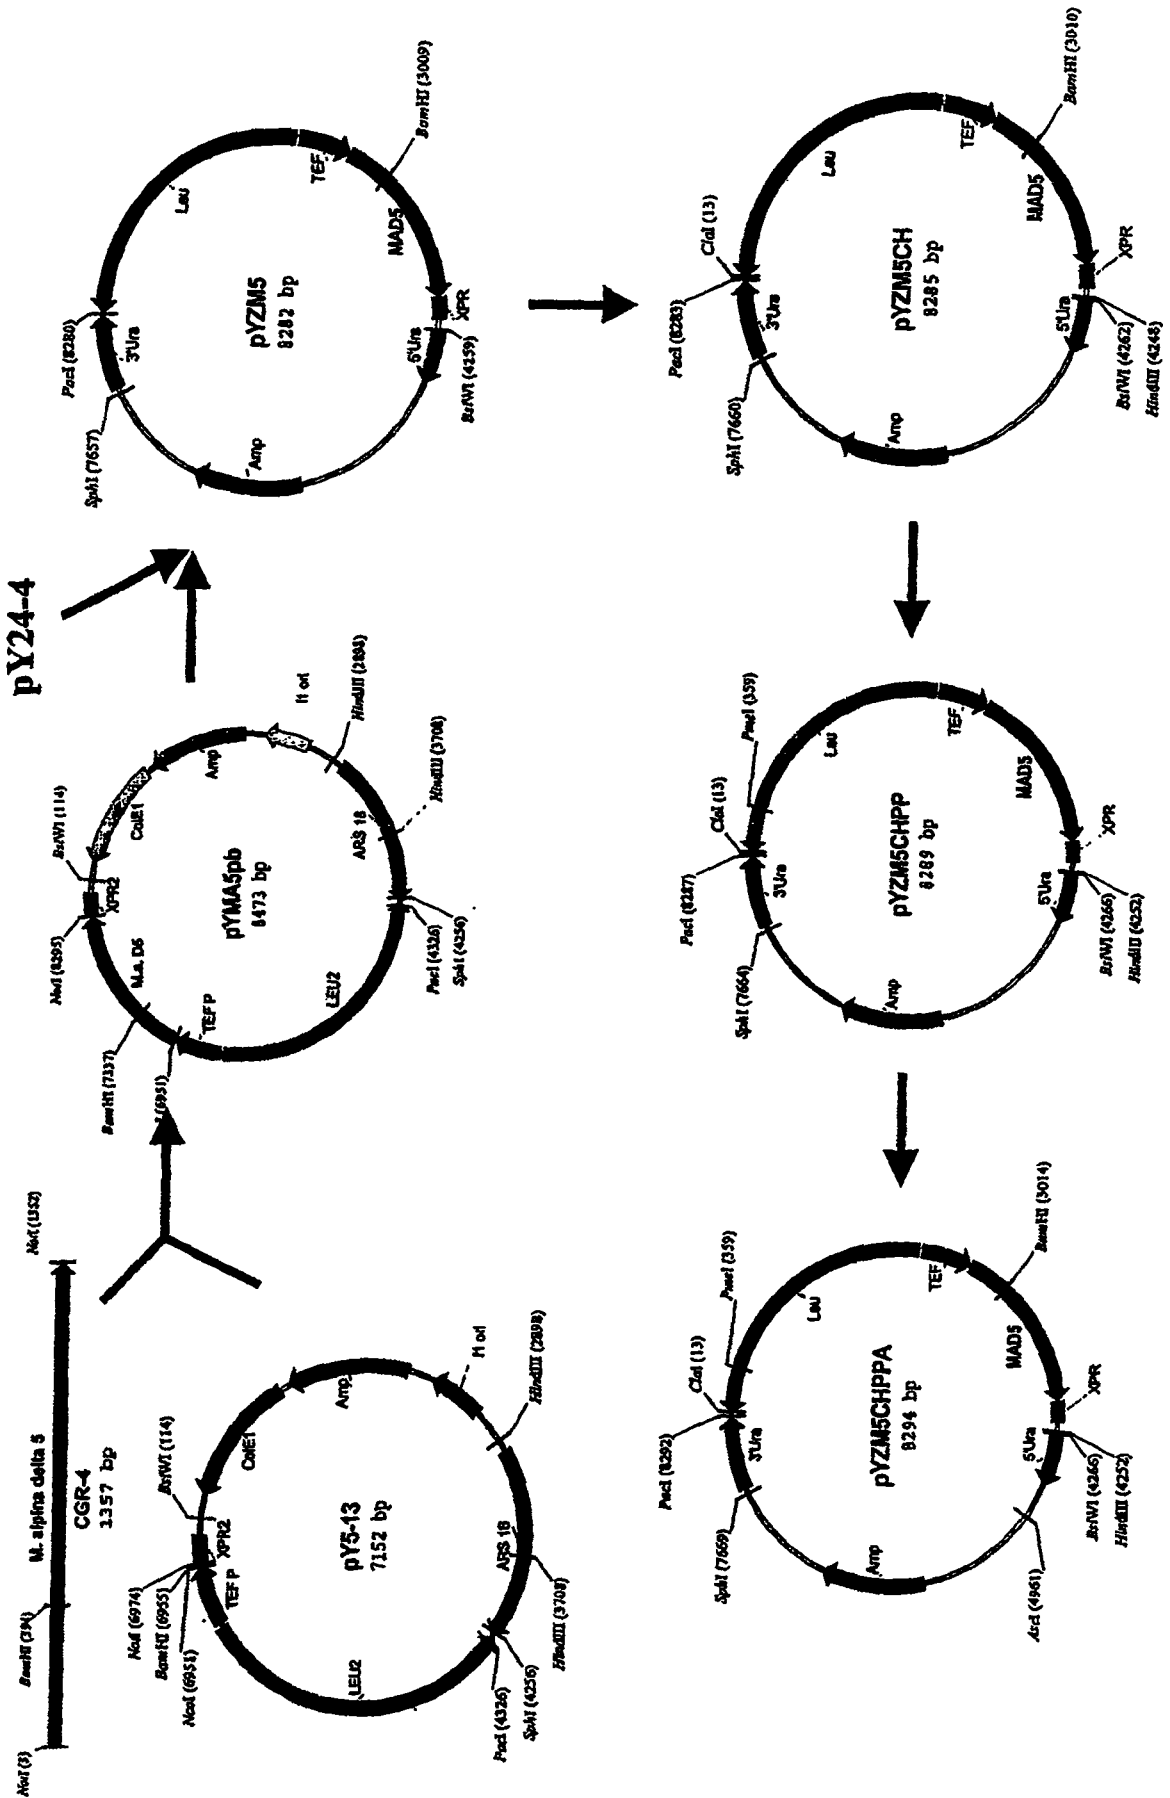 NotI (3)
BamHI (394)
M. alpina delta 5
NotI (1352)
CGR-4
1357 bp
NotI (6974)
BamHI (6955)
NcoI (6951)
TEF P
XPR2
BsiWI (114)
ColE1
Amp
f1 ori
HindIII (2898)
pY5-13
7152 bp
LEU2
ARS 18
PacI (4326)
SphI (4256)
HindIII (3708)
BamHI (7337)
NotI (8295)
BsiWI (114)
M.a. D5
XPR2
ColE1
Amp
f1 ori
HindIII (2898)
TEF P
pYMA5pb
8473 bp
LEU2
ARS 18
HindIII (3708)
PacI (4326)
SphI (4256)
I (6951)
pY24-4
SphI (7657)
PacI (8280)
3'Ura
Leu
Amp
pYZM5
8282 bp
TEF
MAD5
BamHI (3009)
XPR
5'Ura
BsiWI (4259)
SphI (7660)
PacI (8283)
ClaI (13)
3'Ura
Leu
Amp
pYZM5CH
8285 bp
TEF
MAD5
BamHI (3010)
XPR
5'Ura
BsiWI (4262)
HindIII (4248)
SphI (7664)
PacI (8287)
ClaI (13)
PmeI (359)
3'Ura
Leu
Amp
pYZM5CHPP
8289 bp
TEF
MAD5
XPR
5'Ura
BsiWI (4266)
HindIII (4252)
SphI (7669)
PacI (8292)
ClaI (13)
PmeI (359)
3'Ura
Leu
Amp
pYZM5CHPPA
8294 bp
TEF
BamHI (3014)
MAD5
XPR
5'Ura
AscI (4961)
BsiWI (4266)
HindIII (4252)